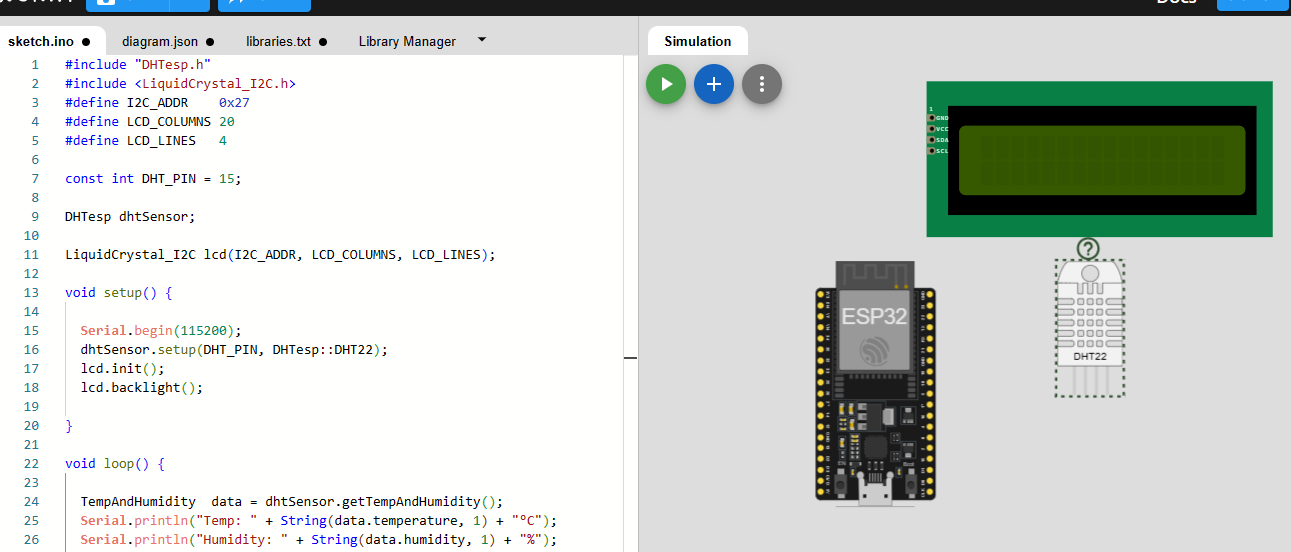 Docs
sketch.ino ●
diagram.json ●
libraries.txt ●
Library Manager
Simulation
1 #include "DHTesp.h"
2 #include <LiquidCrystal_I2C.h>
3 #define I2C_ADDR    0x27
4 #define LCD_COLUMNS 20
5 #define LCD_LINES   4
6
7 const int DHT_PIN = 15;
8
9 DHTesp dhtSensor;
10
11 LiquidCrystal_I2C lcd(I2C_ADDR, LCD_COLUMNS, LCD_LINES);
12
13 void setup() {
14
15   Serial.begin(115200);
16   dhtSensor.setup(DHT_PIN, DHTesp::DHT22);
17   lcd.init();
18   lcd.backlight();
19
20 }
21
22 void loop() {
23
24   TempAndHumidity  data = dhtSensor.getTempAndHumidity();
25   Serial.println("Temp: " + String(data.temperature, 1) + "°C");
26   Serial.println("Humidity: " + String(data.humidity, 1) + "%");
1
GND
VCC
SDA
SCL
?
ESP32
DHT22